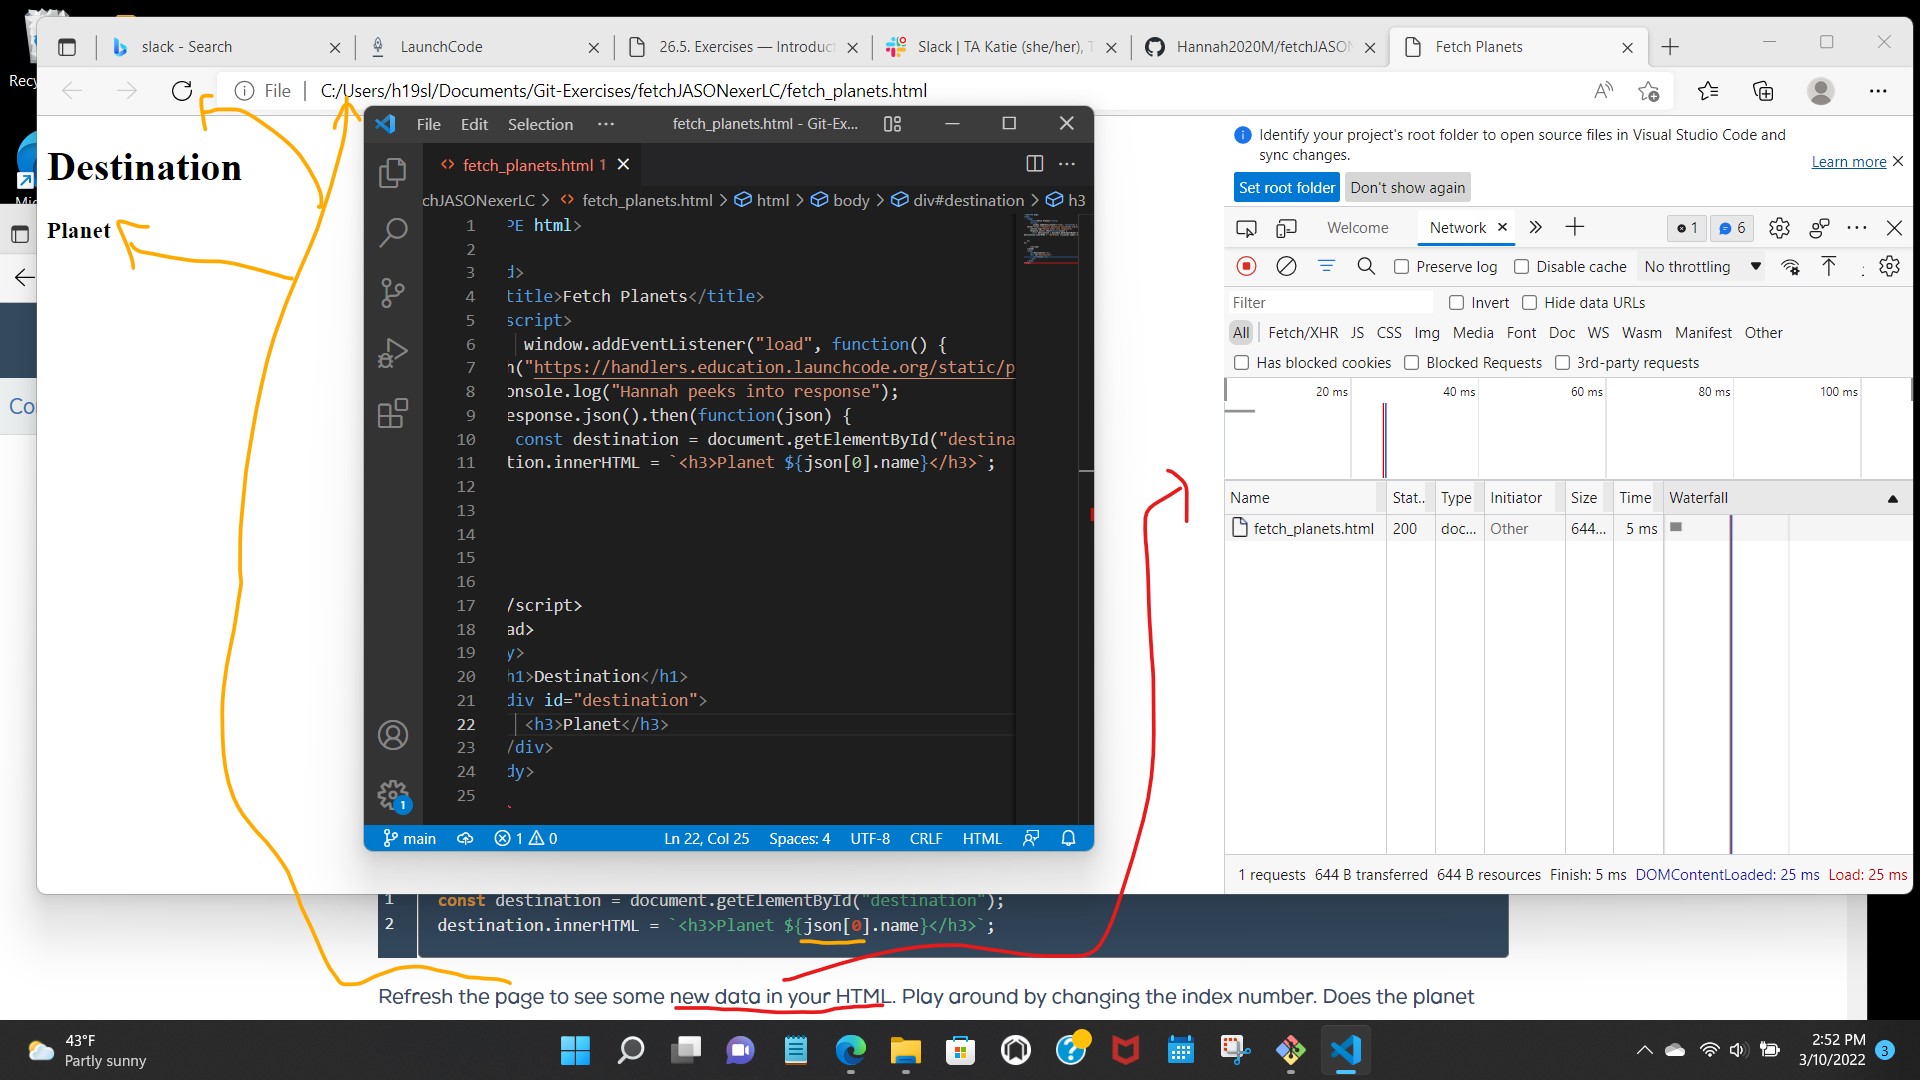 Recy
slack - Search
LaunchCode
26.5. Exercises — Introduc
Slack | TA Katie (she/her), T
Hannah2020M/fetchJASON
Fetch Planets
File | C:/Users/h19sl/Documents/Git-Exercises/fetchJASONexerLC/fetch_planets.html
Destination
Planet
Mic
Co
File Edit Selection ··· fetch_planets.html - Git-Ex...
fetch_planets.html 1
chJASONexerLC > fetch_planets.html > html > body > div#destination > h3
1 PE html>
2
3 d>
4 title>Fetch Planets</title>
5 script>
6 window.addEventListener("load", function() {
7 h("https://handlers.education.launchcode.org/static/p
8 onsole.log("Hannah peeks into response");
9 esponse.json().then(function(json) {
10 const destination = document.getElementById("destina
11 tion.innerHTML = `<h3>Planet ${json[0].name}</h3>`;
12
13
14
15
16
17 /script>
18 ad>
19 y>
20 h1>Destination</h1>
21 div id="destination">
22 <h3>Planet</h3>
23 /div>
24 dy>
25
1
main 1 0 Ln 22, Col 25 Spaces: 4 UTF-8 CRLF HTML
Identify your project's root folder to open source files in Visual Studio Code and
sync changes.
Learn more
Set root folder Don't show again
Welcome Network 1 6
Preserve log Disable cache No throttling
Filter Invert Hide data URLs
All Fetch/XHR JS CSS Img Media Font Doc WS Wasm Manifest Other
Has blocked cookies Blocked Requests 3rd-party requests
20 ms 40 ms 60 ms 80 ms 100 ms
Name Stat.. Type Initiator Size Time Waterfall
fetch_planets.html 200 doc... Other 644... 5 ms
1 requests 644 B transferred 644 B resources Finish: 5 ms DOMContentLoaded: 25 ms Load: 25 ms
1 const destination = document.getElementById("destination");
2 destination.innerHTML = `<h3>Planet ${json[0].name}</h3>`;
Refresh the page to see some new data in your HTML. Play around by changing the index number. Does the planet
43°F
Partly sunny
2:52 PM
3/10/2022
3